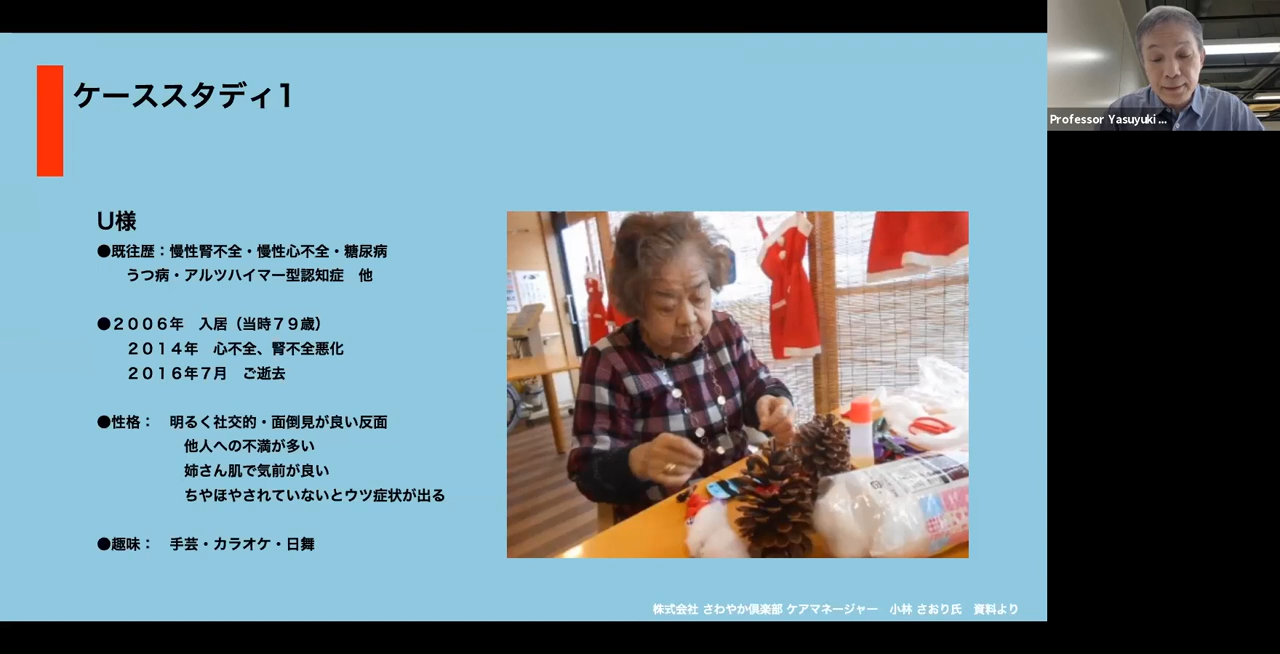 ケーススタディ1
U様
●既往歴：慢性腎不全・慢性心不全・糖尿病
うつ病・アルツハイマー型認知症　他
●２００６年　入居（当時７９歳）
２０１４年　心不全、腎不全悪化
２０１６年７月　ご逝去
●性格：　明るく社交的・面倒見が良い反面
他人への不満が多い
姉さん肌で気前が良い
ちやほやされていないとウツ症状が出る
●趣味：　手芸・カラオケ・日舞
株式会社 さわやか倶楽部 ケアマネージャー　小林 さおり氏　資料より
Professor Yasuyuki ...